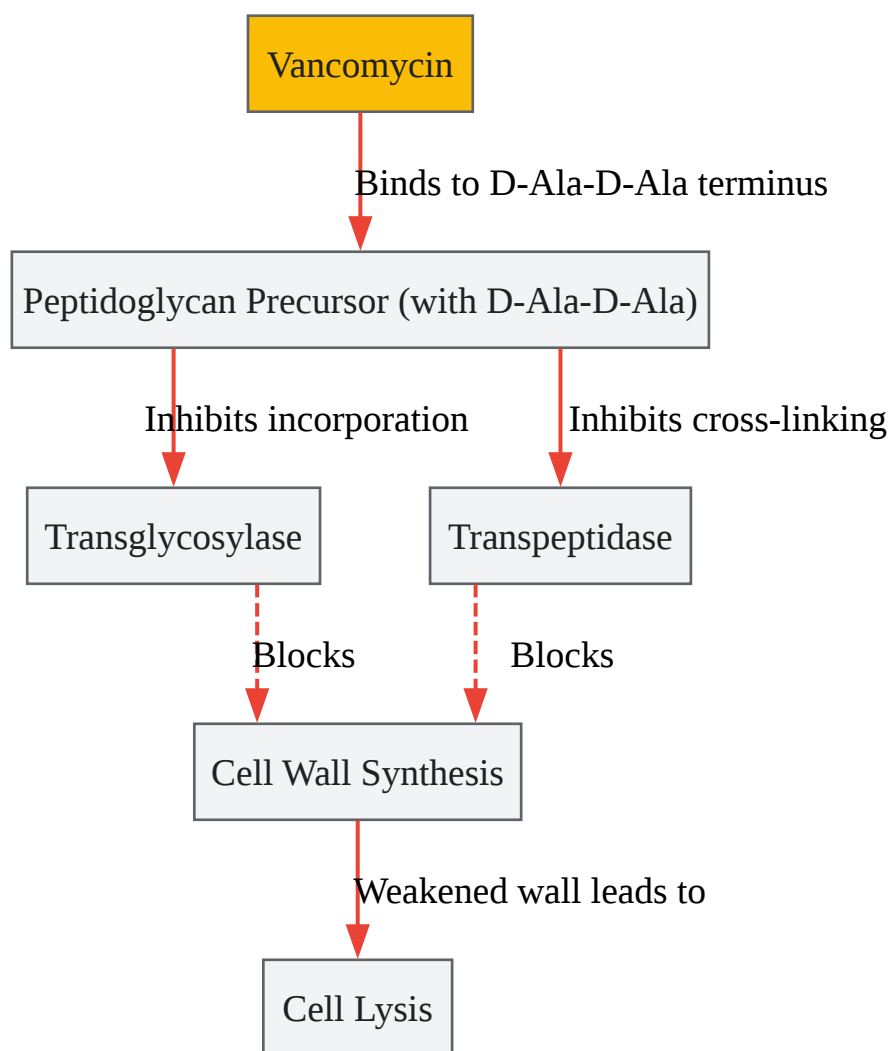 Vancomycin
Binds to D-Ala-D-Ala terminus
Peptidoglycan Precursor (with D-Ala-D-Ala)
Inhibits incorporation
Inhibits cross-linking
Transglycosylase
Transpeptidase
Blocks
Blocks
Cell Wall Synthesis
Weakened wall leads to
Cell Lysis